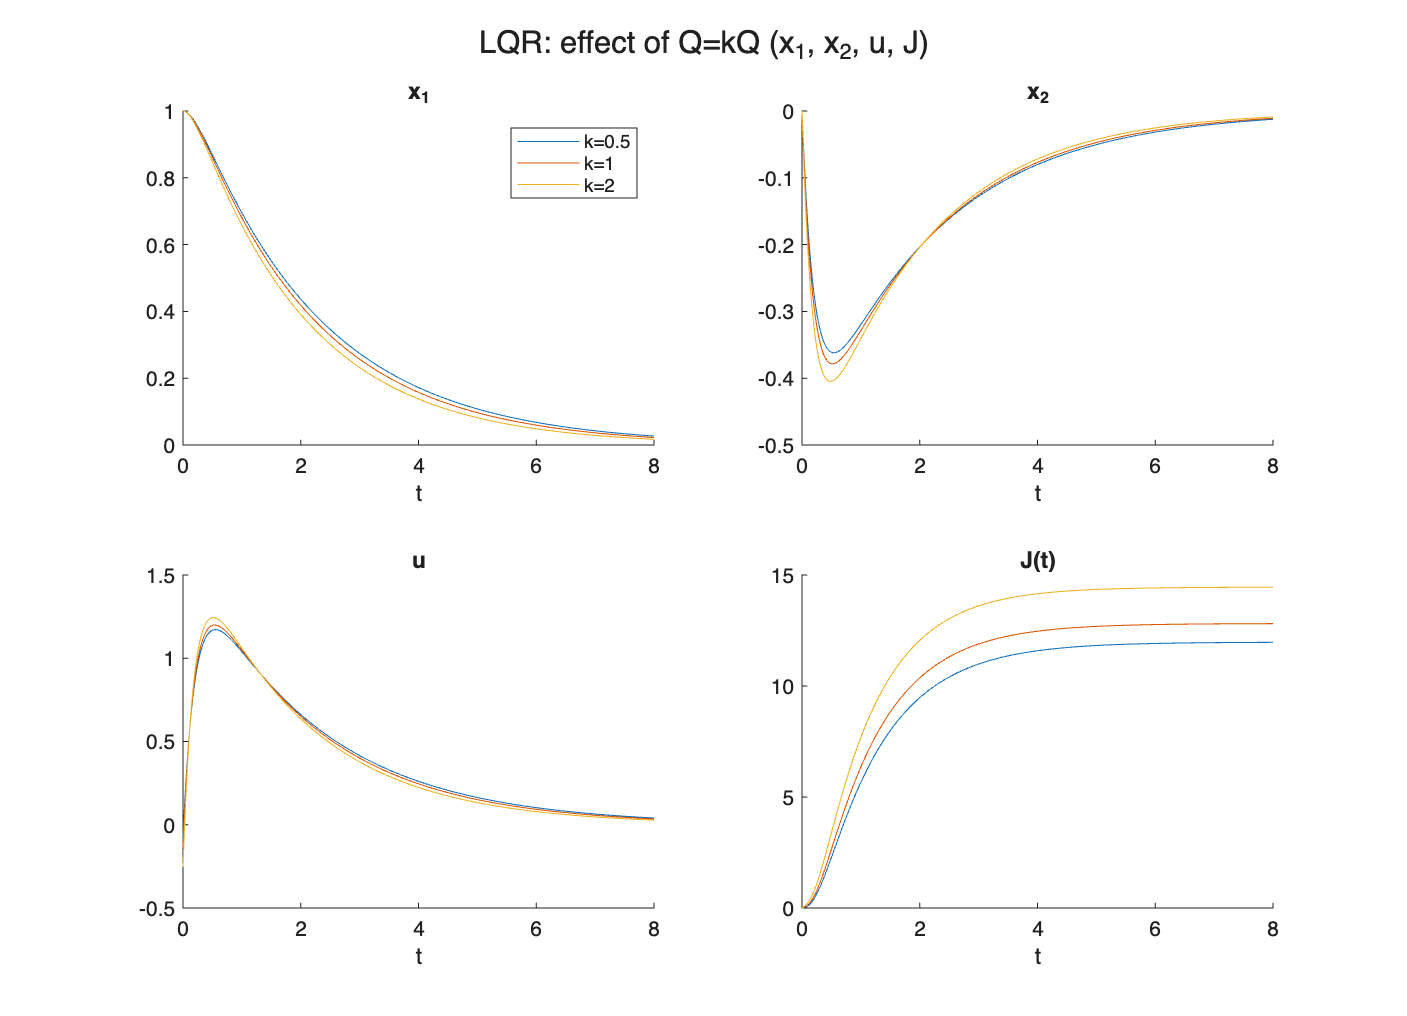 LQR: effect of Q=kQ (x₁, x₂, u, J)
x₁
1
0.8
0.6
0.4
0.2
0
0 2 4 6 8
t
k=0.5
k=1
k=2
x₂
0
-0.1
-0.2
-0.3
-0.4
-0.5
0 2 4 6 8
t
u
1.5
1
0.5
0
-0.5
0 2 4 6 8
t
J(t)
15
10
5
0
0 2 4 6 8
t